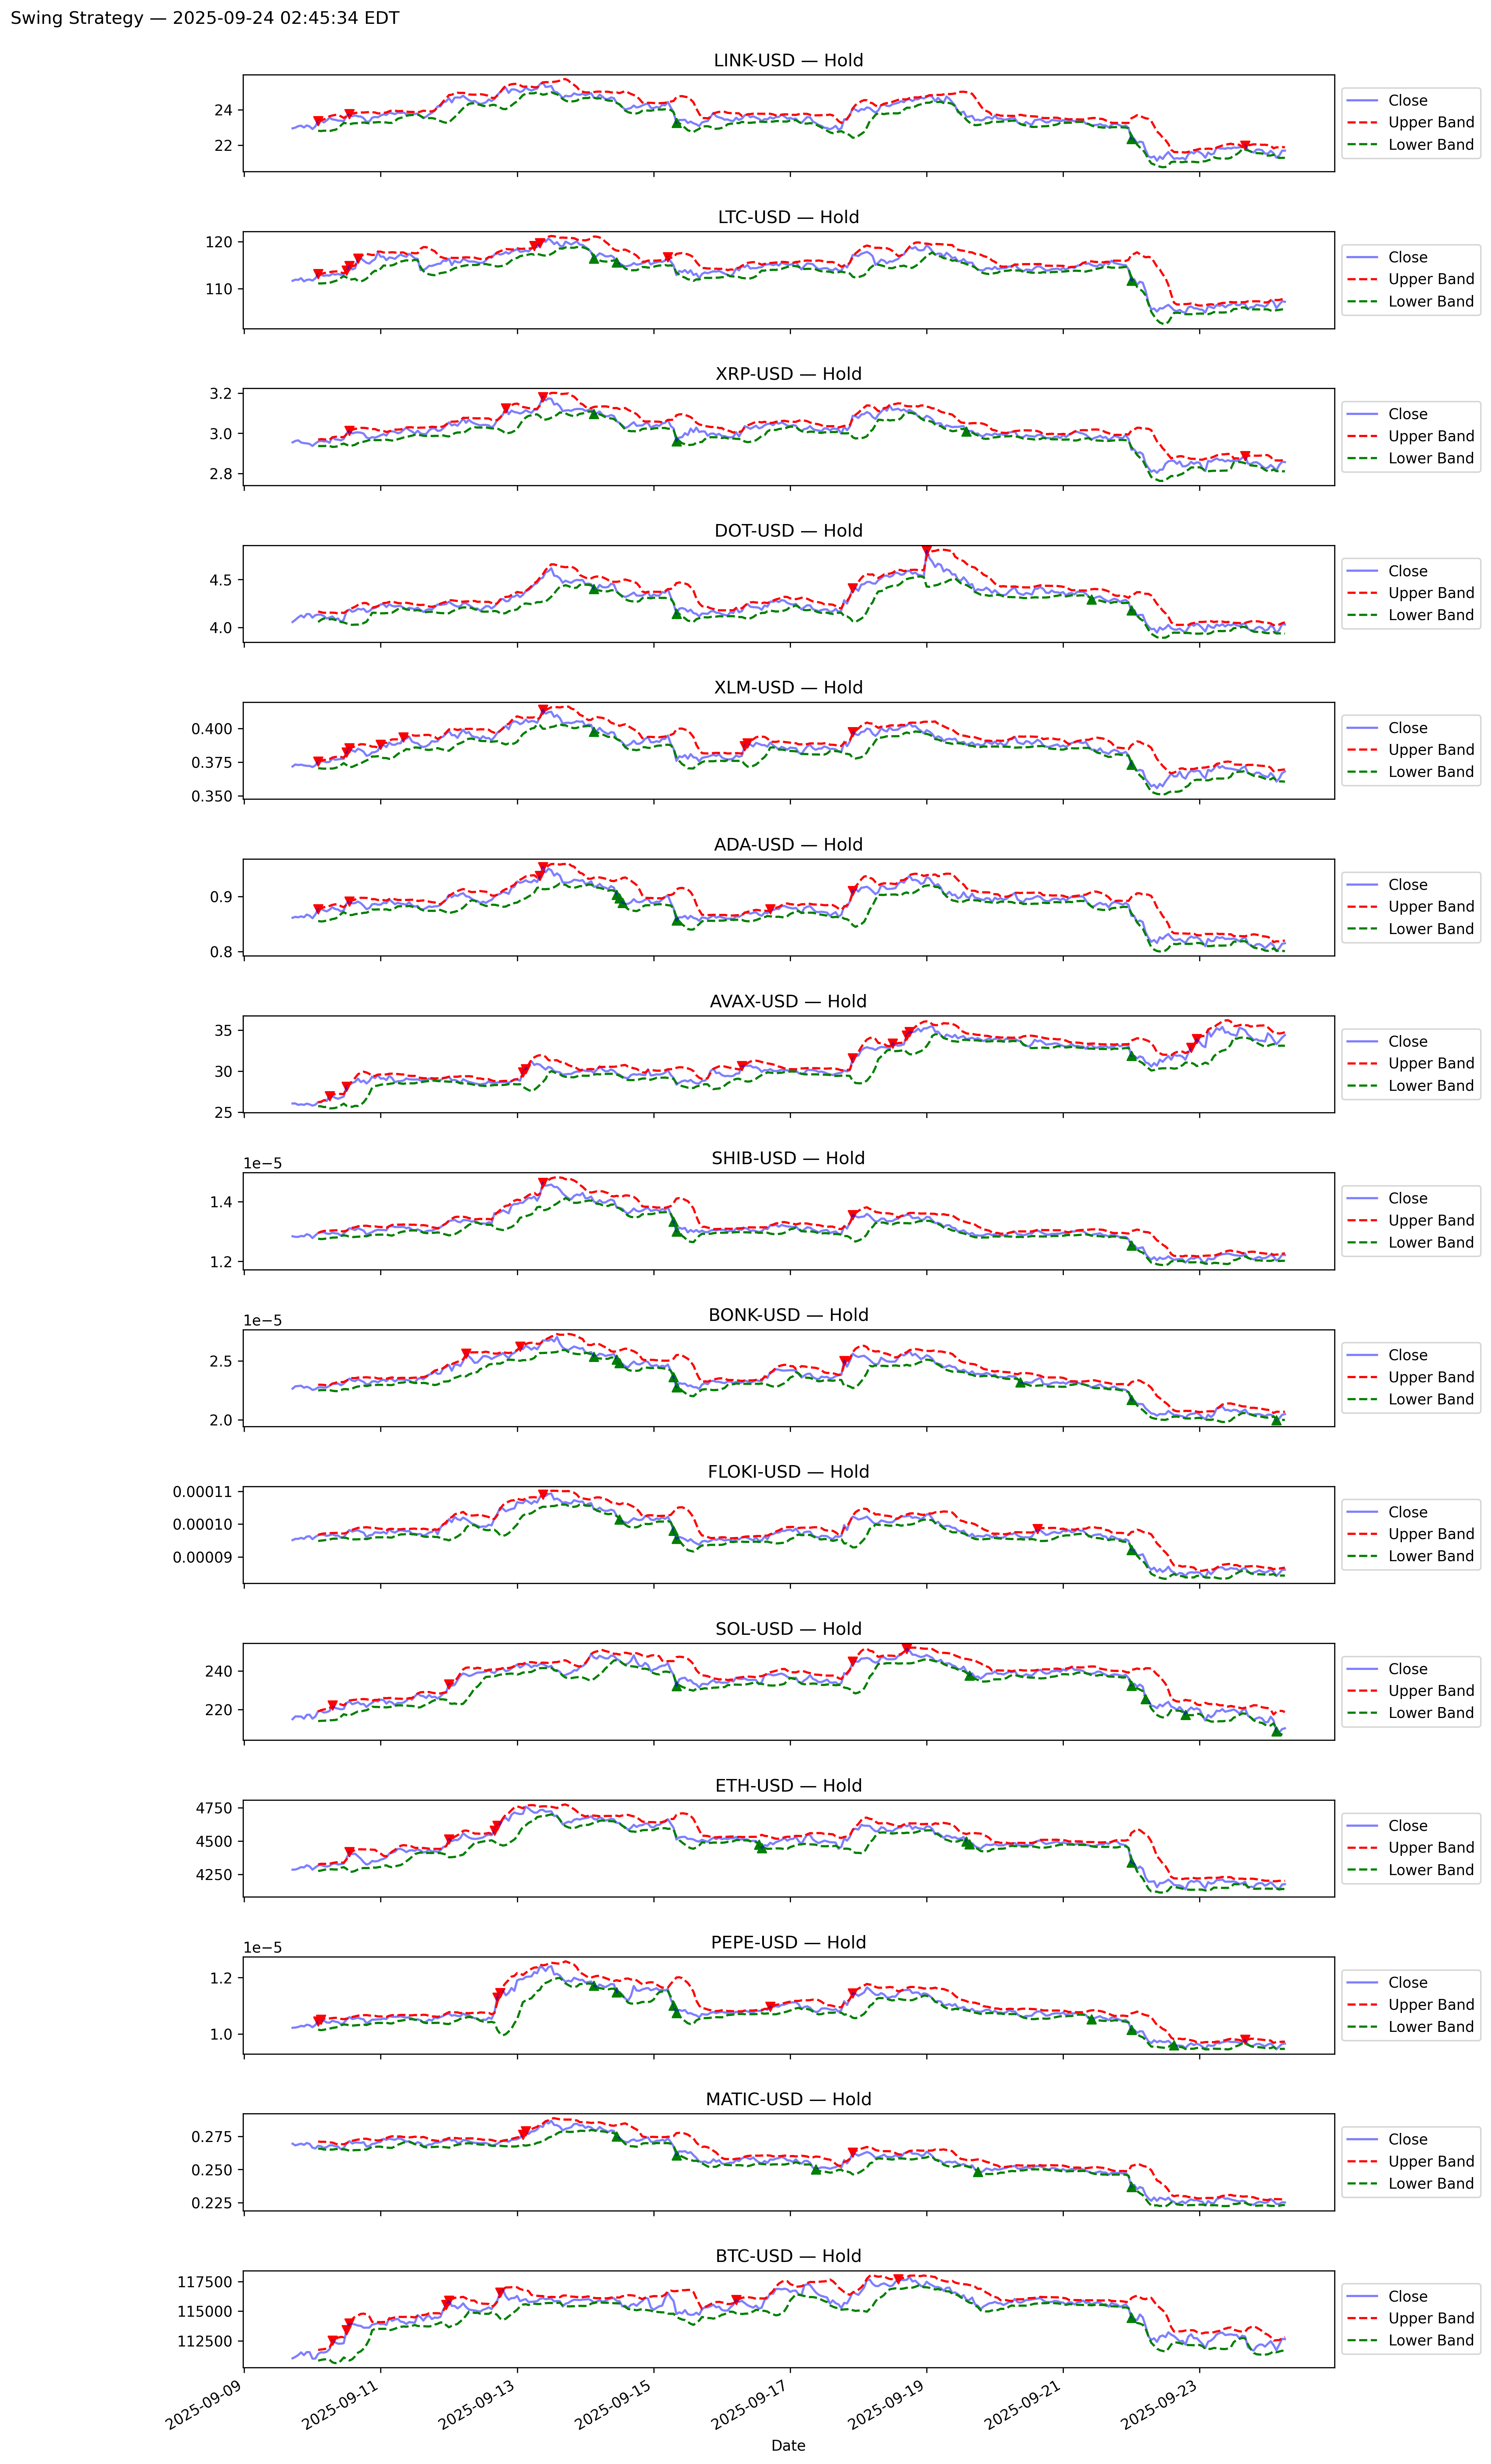 Swing Strategy — 2025-09-24 02:45:34 EDT
LINK-USD — Hold
24
22
Close
Upper Band
Lower Band
LTC-USD — Hold
120
110
Close
Upper Band
Lower Band
XRP-USD — Hold
3.2
3.0
2.8
Close
Upper Band
Lower Band
DOT-USD — Hold
4.5
4.0
Close
Upper Band
Lower Band
XLM-USD — Hold
0.400
0.375
0.350
Close
Upper Band
Lower Band
ADA-USD — Hold
0.9
0.8
Close
Upper Band
Lower Band
AVAX-USD — Hold
35
30
25
Close
Upper Band
Lower Band
SHIB-USD — Hold
1e−5
1.4
1.2
Close
Upper Band
Lower Band
BONK-USD — Hold
1e−5
2.5
2.0
Close
Upper Band
Lower Band
FLOKI-USD — Hold
0.00011
0.00010
0.00009
Close
Upper Band
Lower Band
SOL-USD — Hold
240
220
Close
Upper Band
Lower Band
ETH-USD — Hold
4750
4500
4250
Close
Upper Band
Lower Band
PEPE-USD — Hold
1e−5
1.2
1.0
Close
Upper Band
Lower Band
MATIC-USD — Hold
0.275
0.250
0.225
Close
Upper Band
Lower Band
BTC-USD — Hold
117500
115000
112500
Close
Upper Band
Lower Band
2025-09-09
2025-09-11
2025-09-13
2025-09-15
2025-09-17
2025-09-19
2025-09-21
2025-09-23
Date